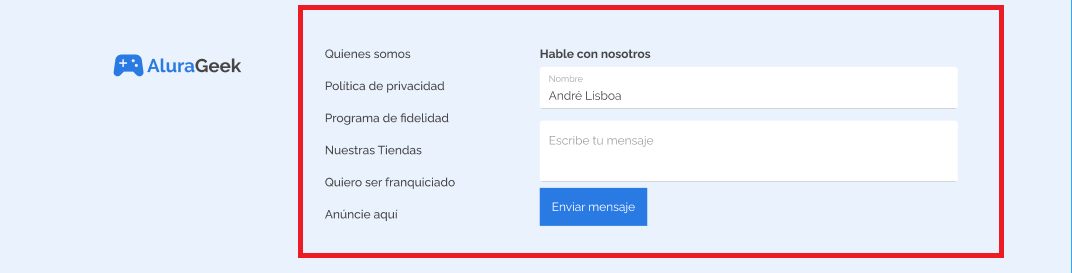 AluraGeek
Quienes somos
Política de privacidad
Programa de fidelidad
Nuestras Tiendas
Quiero ser franquiciado
Anúncie aquí
Hable con nosotros
Nombre
André Lisboa
Escribe tu mensaje
Enviar mensaje